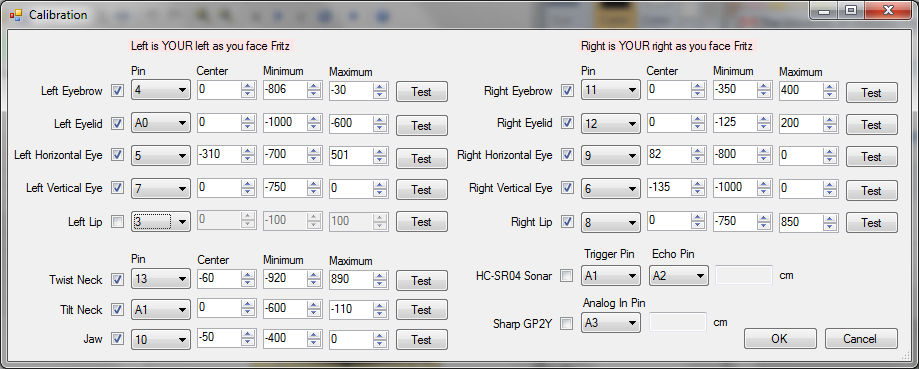 Calibration
Left is YOUR left as you face Fritz
Pin Center Minimum Maximum
Left Eyebrow 4 0 -806 -30 Test
Left Eyelid A0 0 -1000 -600 Test
Left Horizontal Eye 5 -310 -700 501 Test
Left Vertical Eye 7 0 -750 0 Test
Left Lip 3 0 -100 100 Test
Pin Center Minimum Maximum
Twist Neck 13 -60 -920 890 Test
Tilt Neck A1 0 -600 -110 Test
Jaw 10 -50 -400 0 Test
Right is YOUR right as you face Fritz
Pin Center Minimum Maximum
Right Eyebrow 11 0 -350 400 Test
Right Eyelid 12 0 -125 200 Test
Right Horizontal Eye 9 82 -800 0 Test
Right Vertical Eye 6 -135 -1000 0 Test
Right Lip 8 0 -750 850 Test
Trigger Pin Echo Pin
HC-SR04 Sonar A1 A2 cm
Analog In Pin
Sharp GP2Y A3 cm
OK Cancel